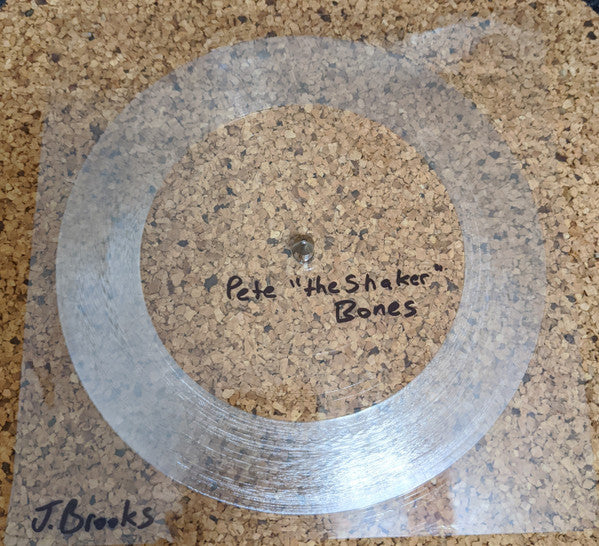 Pete "the Shaker"
Bones
J. Brooks